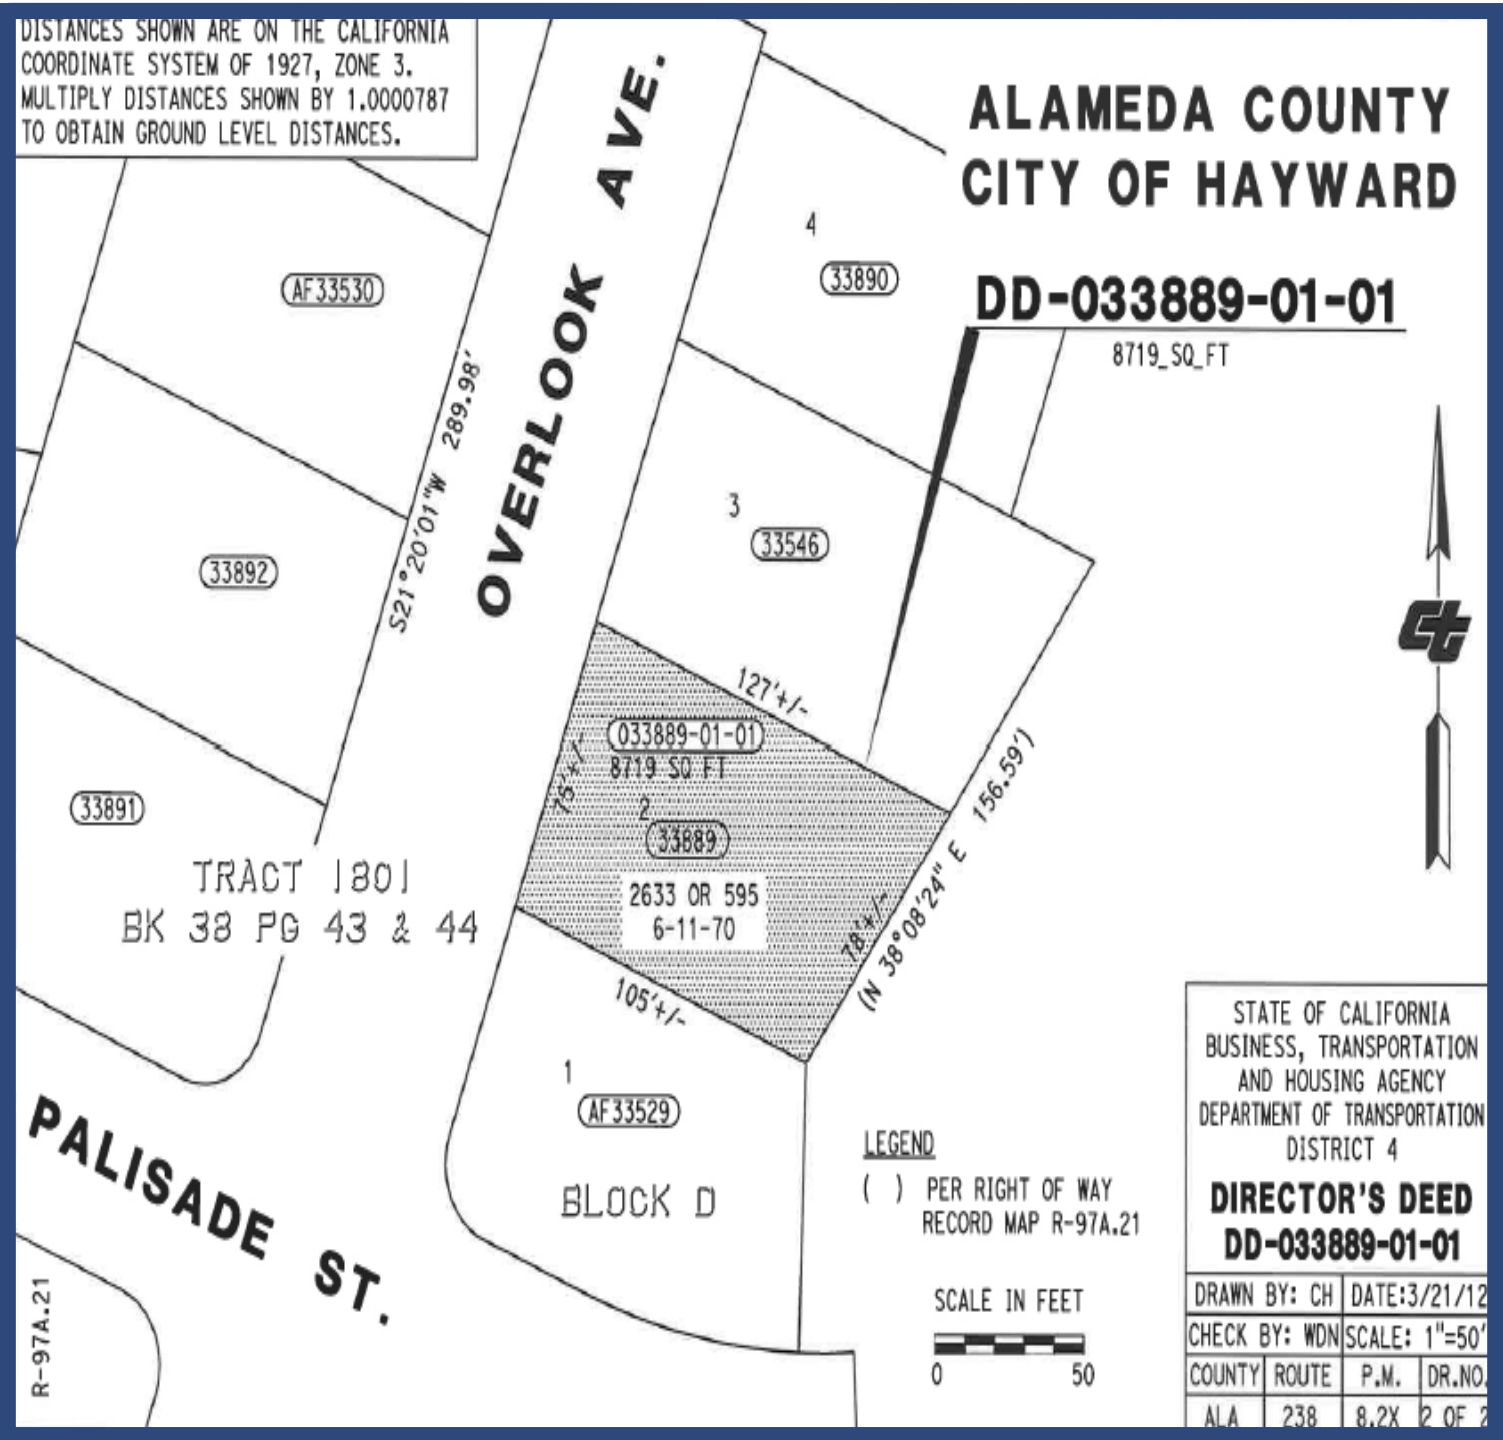 DISTANCES SHOWN ARE ON THE CALIFORNIA
COORDINATE SYSTEM OF 1927, ZONE 3.
MULTIPLY DISTANCES SHOWN BY 1.0000787
TO OBTAIN GROUND LEVEL DISTANCES.
ALAMEDA COUNTY
CITY OF HAYWARD
DD-033889-01-01
8719_SQ_FT
OVERLOOK AVE.
4
33890
AF33530
S21°20'01"W 289.98'
3
33546
33892
127'+/-
033889-01-01
8719 SQ FT
75'+/-
2
33889
2633 OR 595
6-11-70
78'+/-
(N 38°08'24" E 156.59')
105'+/-
33891
TRACT 1801
BK 38 PG 43 & 44
1
AF33529
BLOCK D
PALISADE ST.
R-97A.21
LEGEND
( ) PER RIGHT OF WAY
RECORD MAP R-97A.21
SCALE IN FEET
0 50
Ct
STATE OF CALIFORNIA
BUSINESS, TRANSPORTATION
AND HOUSING AGENCY
DEPARTMENT OF TRANSPORTATION
DISTRICT 4
DIRECTOR'S DEED
DD-033889-01-01
DRAWN BY: CH DATE:3/21/12
CHECK BY: WDN SCALE: 1"=50'
COUNTY ROUTE P.M. DR.NO.
ALA 238 8.2X 2 OF 2